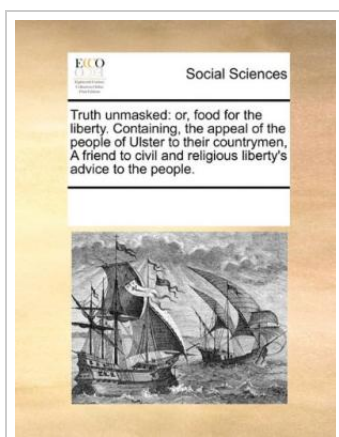 ECCO
Social Sciences
Truth unmasked: or, food for the
liberty. Containing, the appeal of the
people of Ulster to their countrymen,
A friend to civil and religious liberty's
advice to the people.